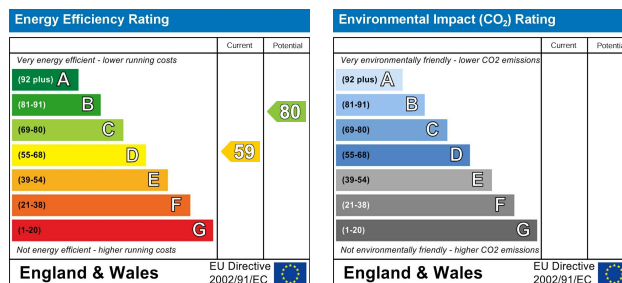 Energy Efficiency Rating
Current Potential
Very energy efficient - lower running costs
(92 plus) A
(81-91) B
(69-80) C
(55-68) D
(39-54) E
(21-38) F
(1-20) G
59
80
Not energy efficient - higher running costs
England & Wales
EU Directive
2002/91/EC
Environmental Impact (CO2) Rating
Current Potential
Very environmentally friendly - lower CO2 emissions
(92 plus) A
(81-91) B
(69-80) C
(55-68) D
(39-54) E
(21-38) F
(1-20) G
Not environmentally friendly - higher CO2 emissions
England & Wales
EU Directive
2002/91/EC